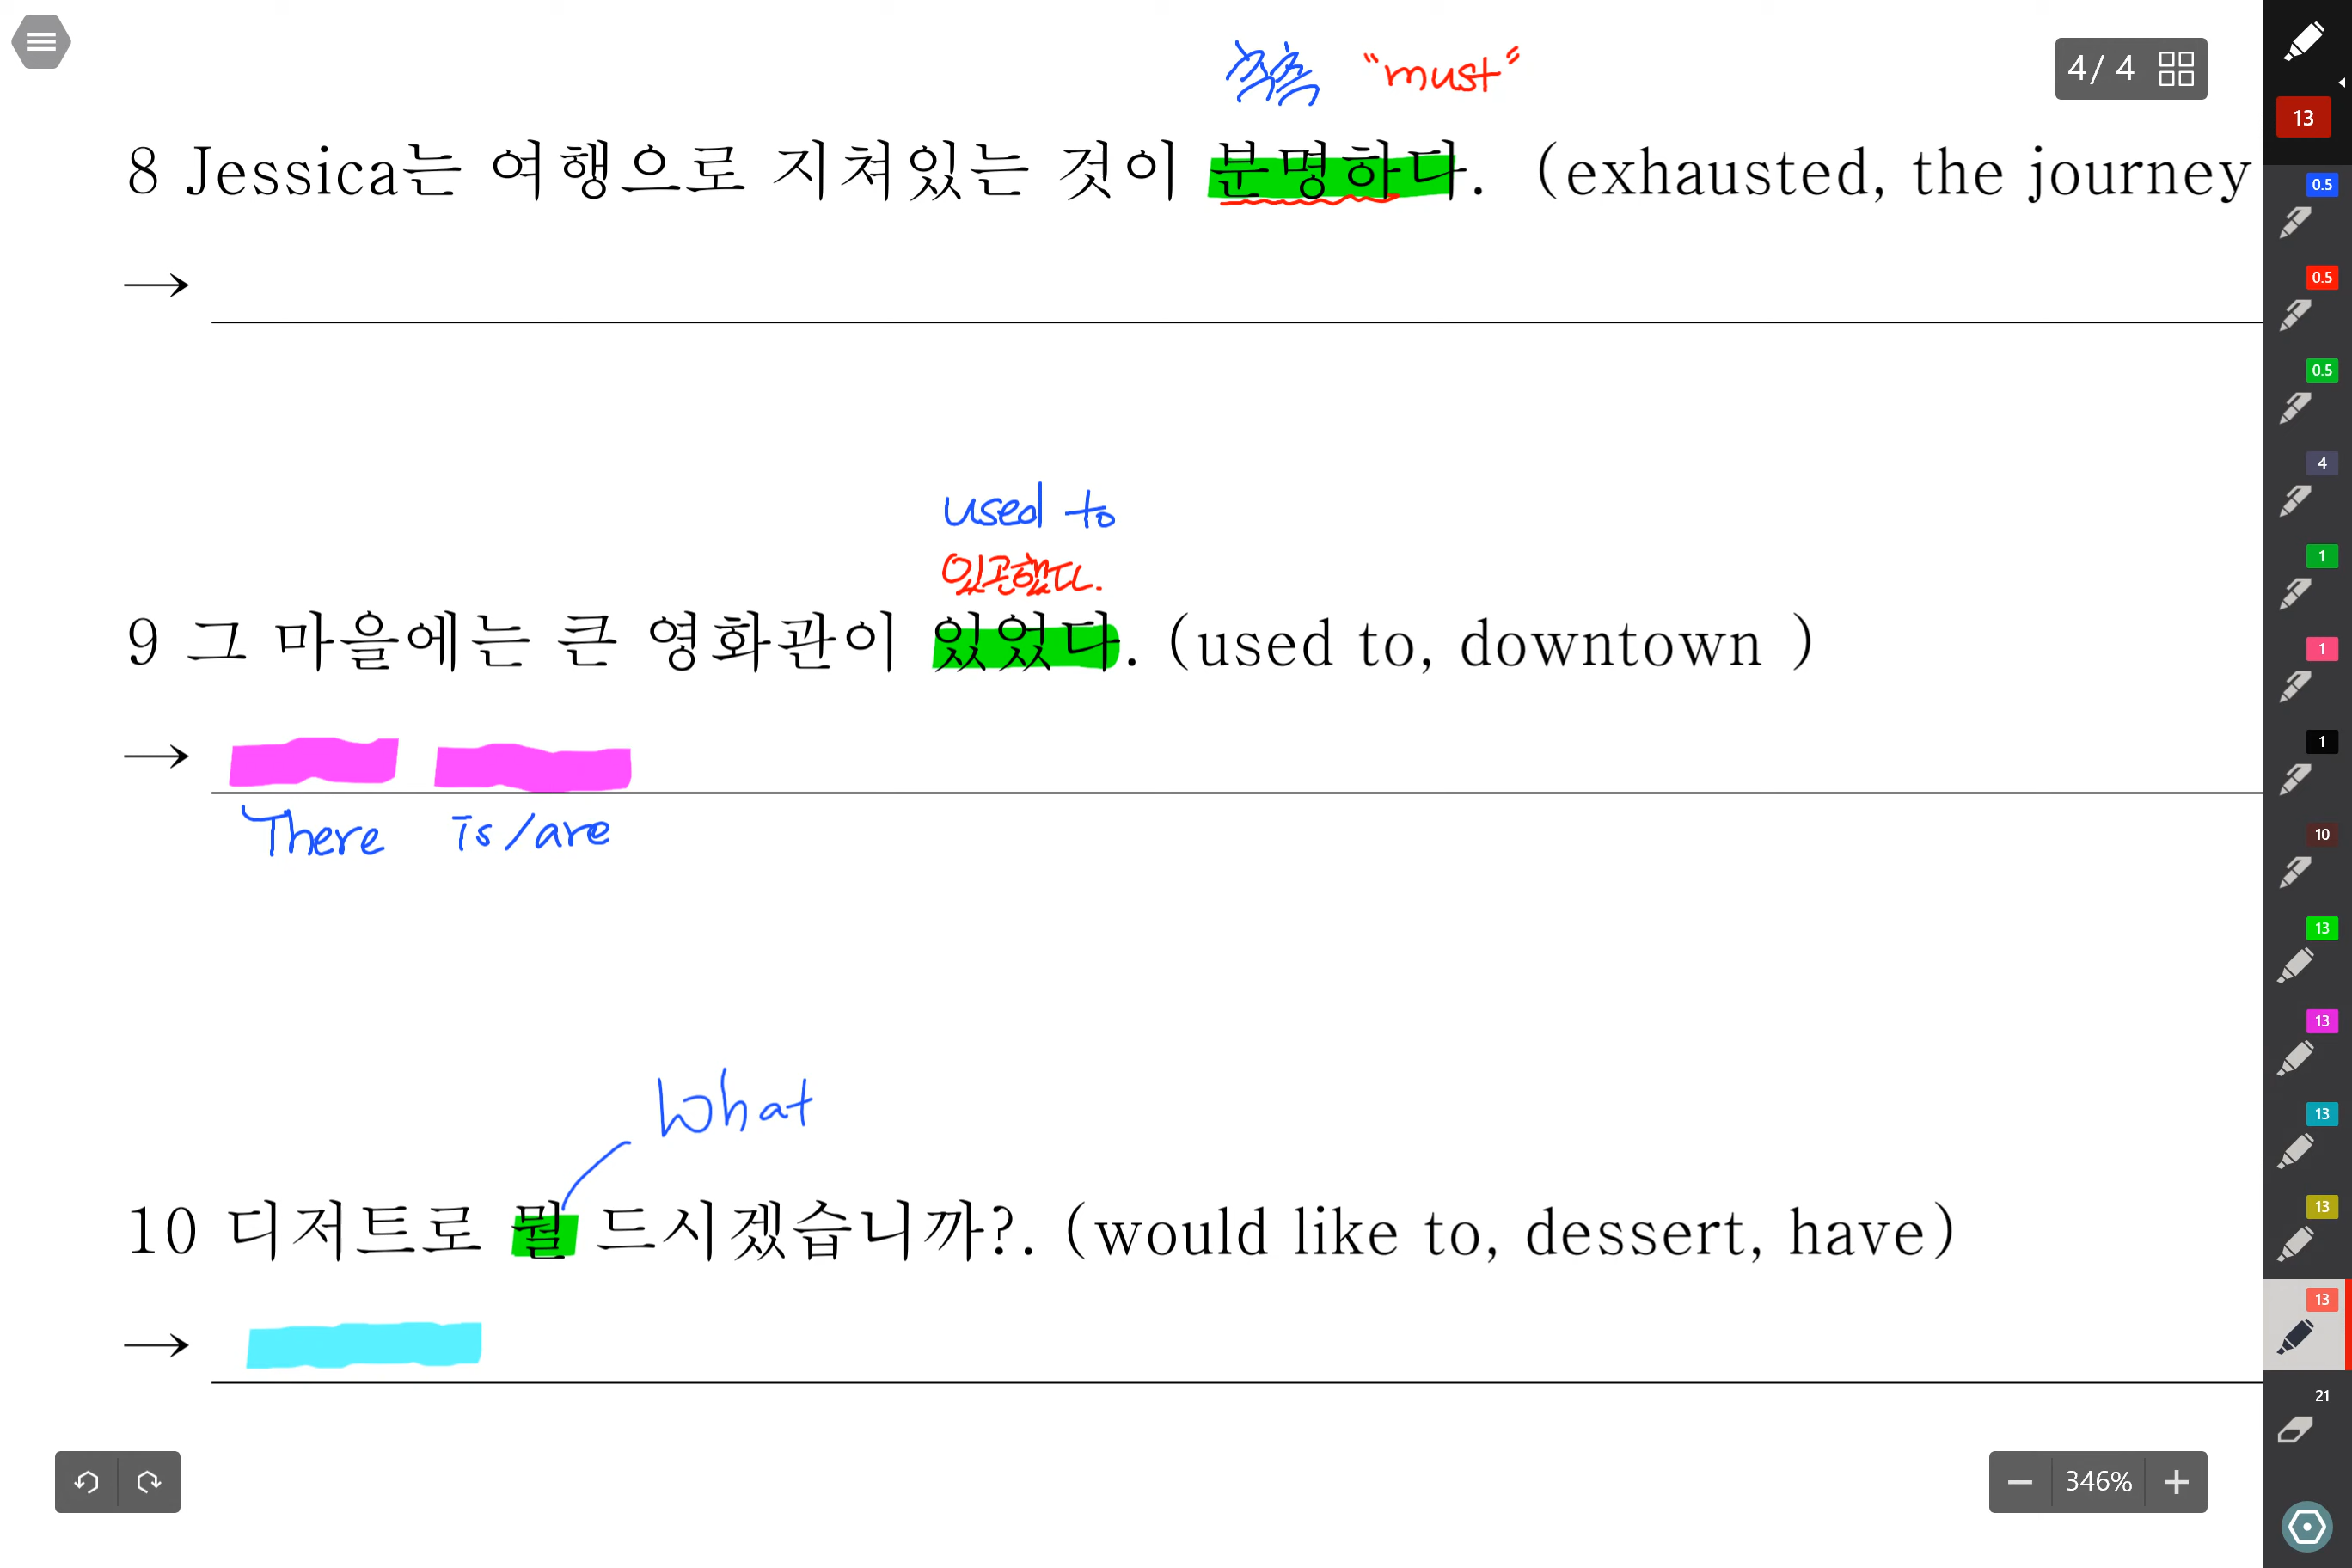 4/ 4
13
"must"
8 Jessica는 여행으로 지쳐있는 것이 분명하다. (exhausted, the journey
→
0.5
0.5
0.5
4
used to
있곤했다.
1
9 그 마을에는 큰 영화관이 있었다. (used to, downtown )
1
→
1
There is/are
10
13
13
What
13
10 디저트로 뭘 드시겠습니까?. (would like to, dessert, have)
13
→
13
21
346%